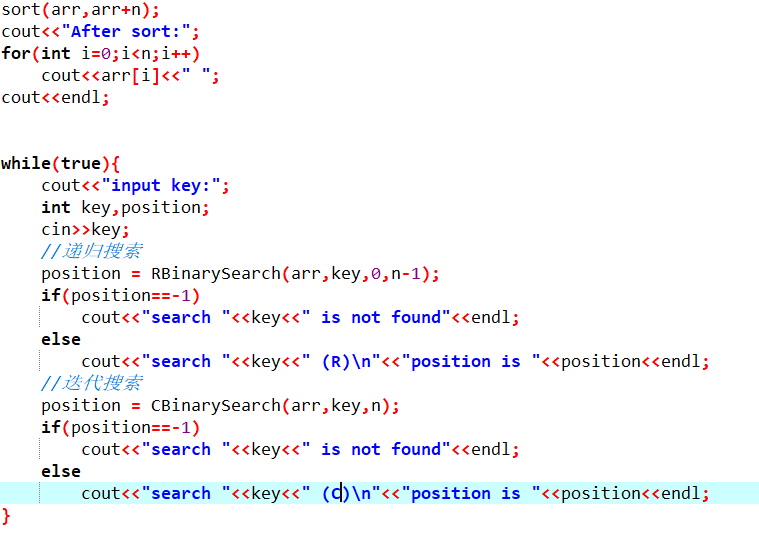 sort(arr,arr+n);
cout<<"After sort:";
for(int i=0;i<n;i++)
    cout<<arr[i]<<" ";
cout<<endl;
while(true){
    cout<<"input key:";
    int key,position;
    cin>>key;
    //递归搜索
    position = RBinarySearch(arr,key,0,n-1);
    if(position==-1)
        cout<<"search "<<key<<" is not found"<<endl;
    else
        cout<<"search "<<key<<" (R)\n"<<"position is "<<position<<endl;
    //迭代搜索
    position = CBinarySearch(arr,key,n);
    if(position==-1)
        cout<<"search "<<key<<" is not found"<<endl;
    else
        cout<<"search "<<key<<" (C)\n"<<"position is "<<position<<endl;
}